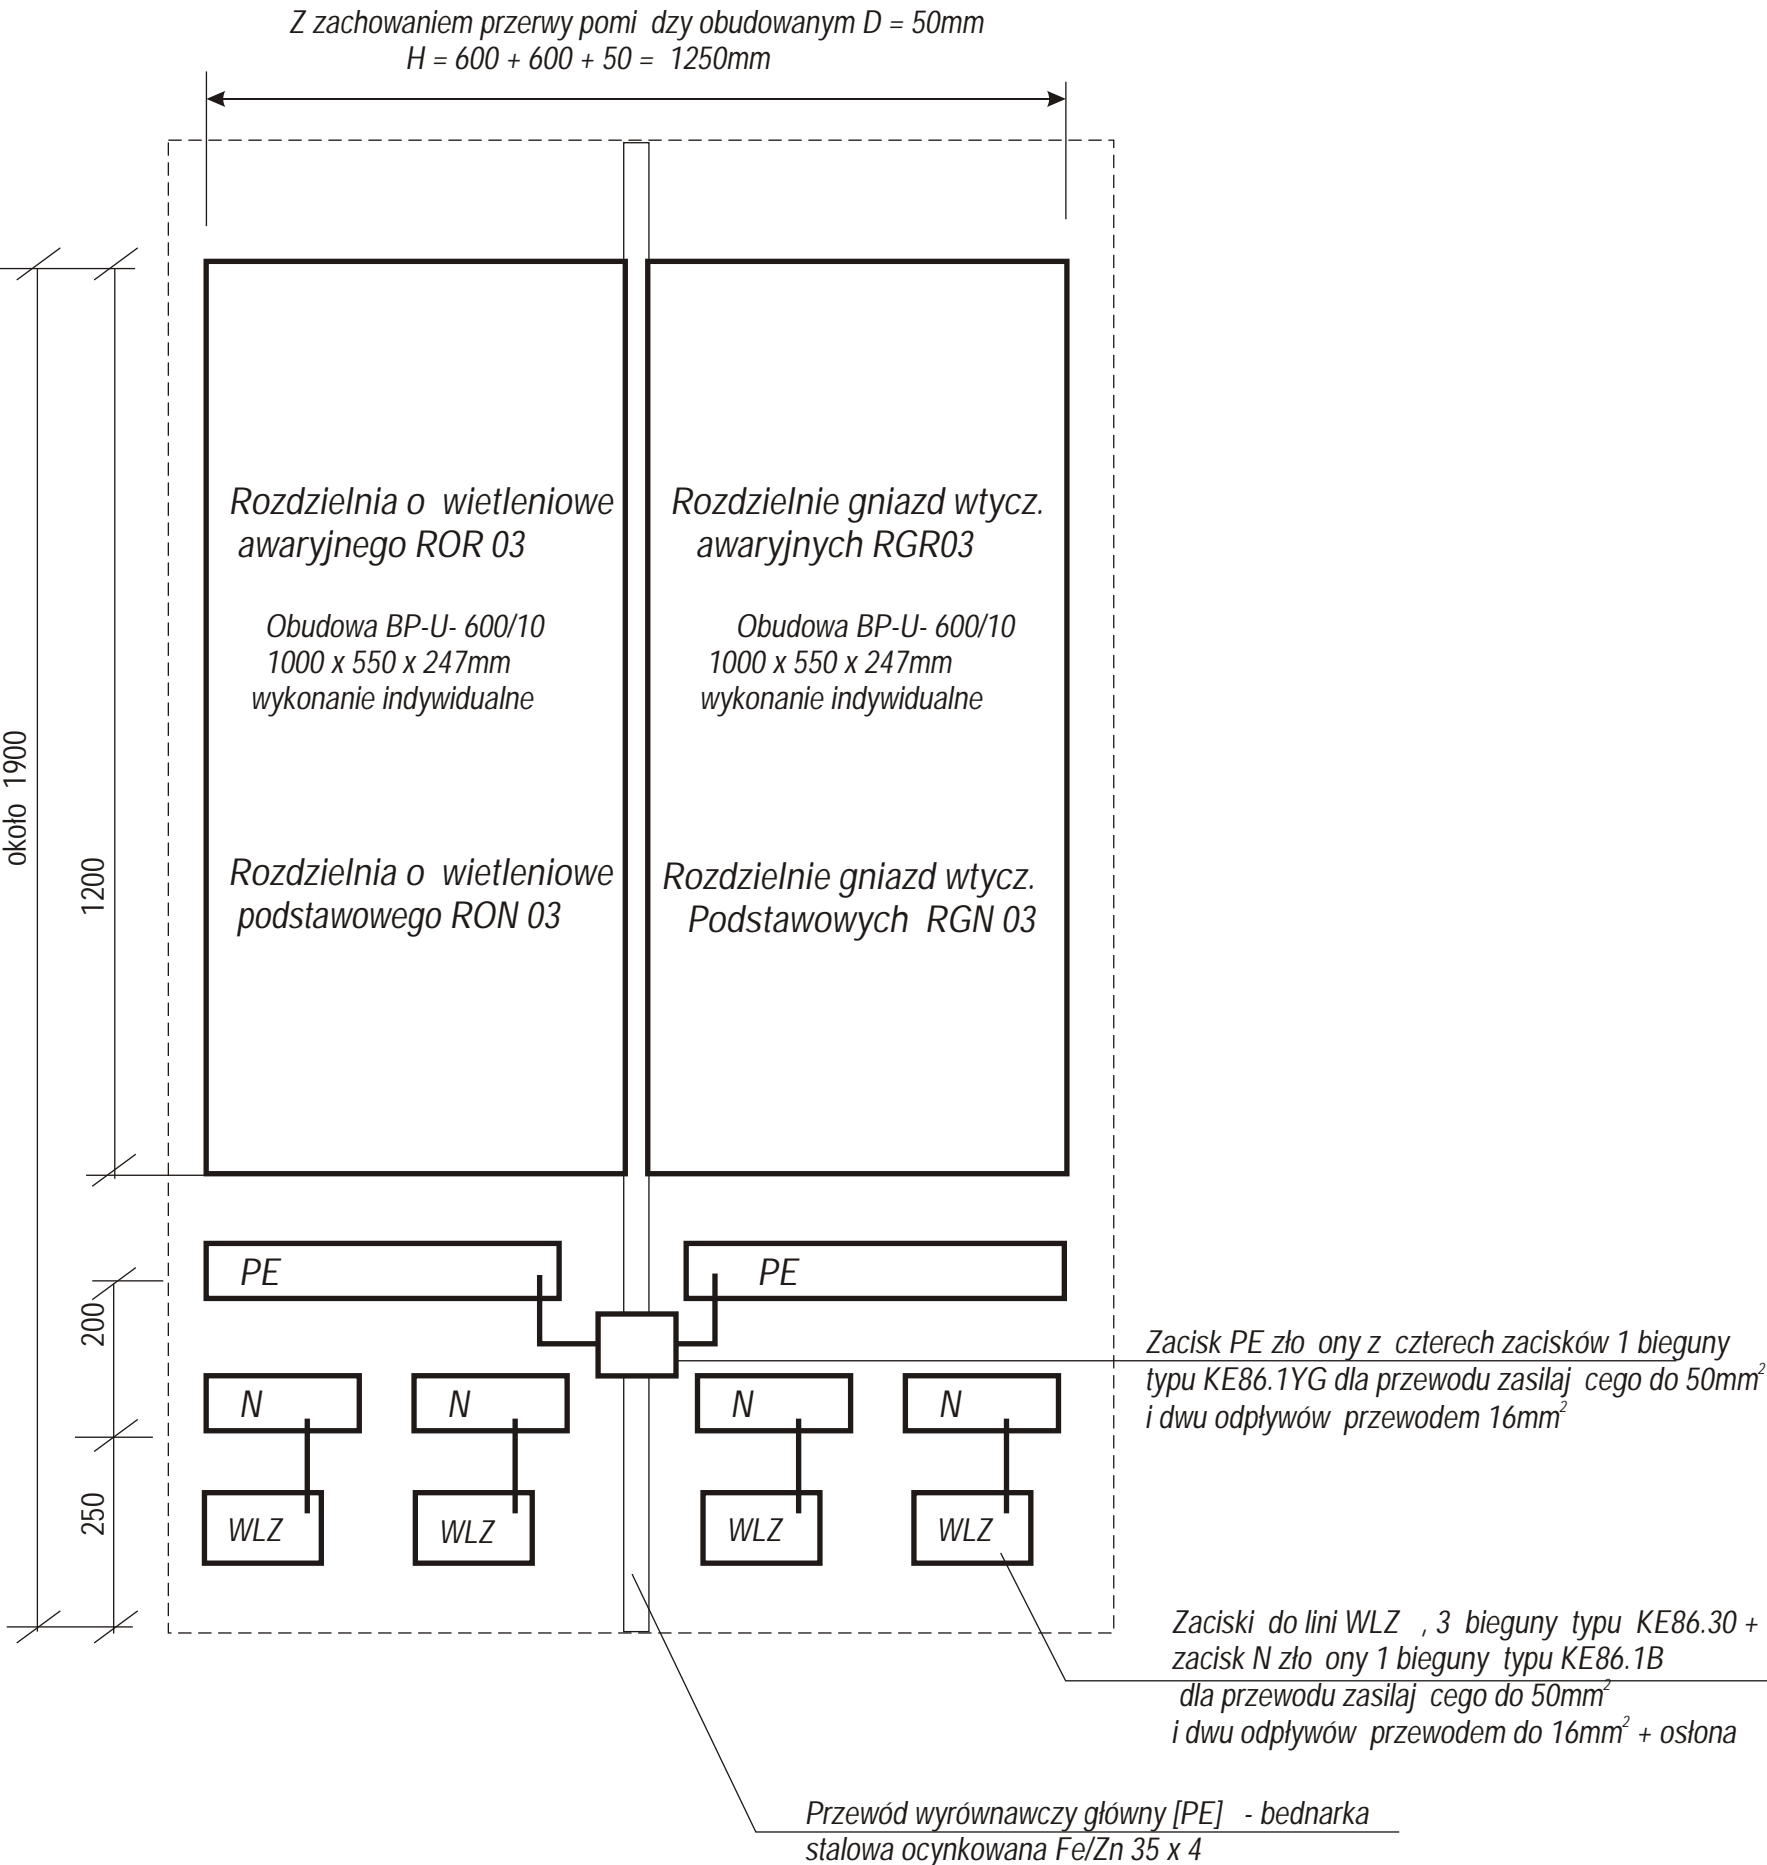 Z zachowaniem przerwy pomi dzy obudowanym D = 50mm
H = 600 + 600 + 50 = 1250mm
Rozdzielnia o wietleniowe
awaryjnego ROR 03
Obudowa BP-U- 600/10
1000 x 550 x 247mm
wykonanie indywidualne
Rozdzielnia o wietleniowe
podstawowego RON 03
Rozdzielnie gniazd wtycz.
awaryjnych RGR03
Obudowa BP-U- 600/10
1000 x 550 x 247mm
wykonanie indywidualne
Rozdzielnie gniazd wtycz.
Podstawowych RGN 03
około 1900
1200
200
250
PE
PE
N
N
N
N
WLZ
WLZ
WLZ
WLZ
Zacisk PE zło ony z czterech zacisków 1 bieguny
typu KE86.1YG dla przewodu zasilaj cego do 50mm²
i dwu odpływów przewodem 16mm²
Zaciski do lini WLZ , 3 bieguny typu KE86.30 +
zacisk N zło ony 1 bieguny typu KE86.1B
dla przewodu zasilaj cego do 50mm²
i dwu odpływów przewodem do 16mm² + osłona
Przewód wyrównawczy główny [PE] - bednarka
stalowa ocynkowana Fe/Zn 35 x 4